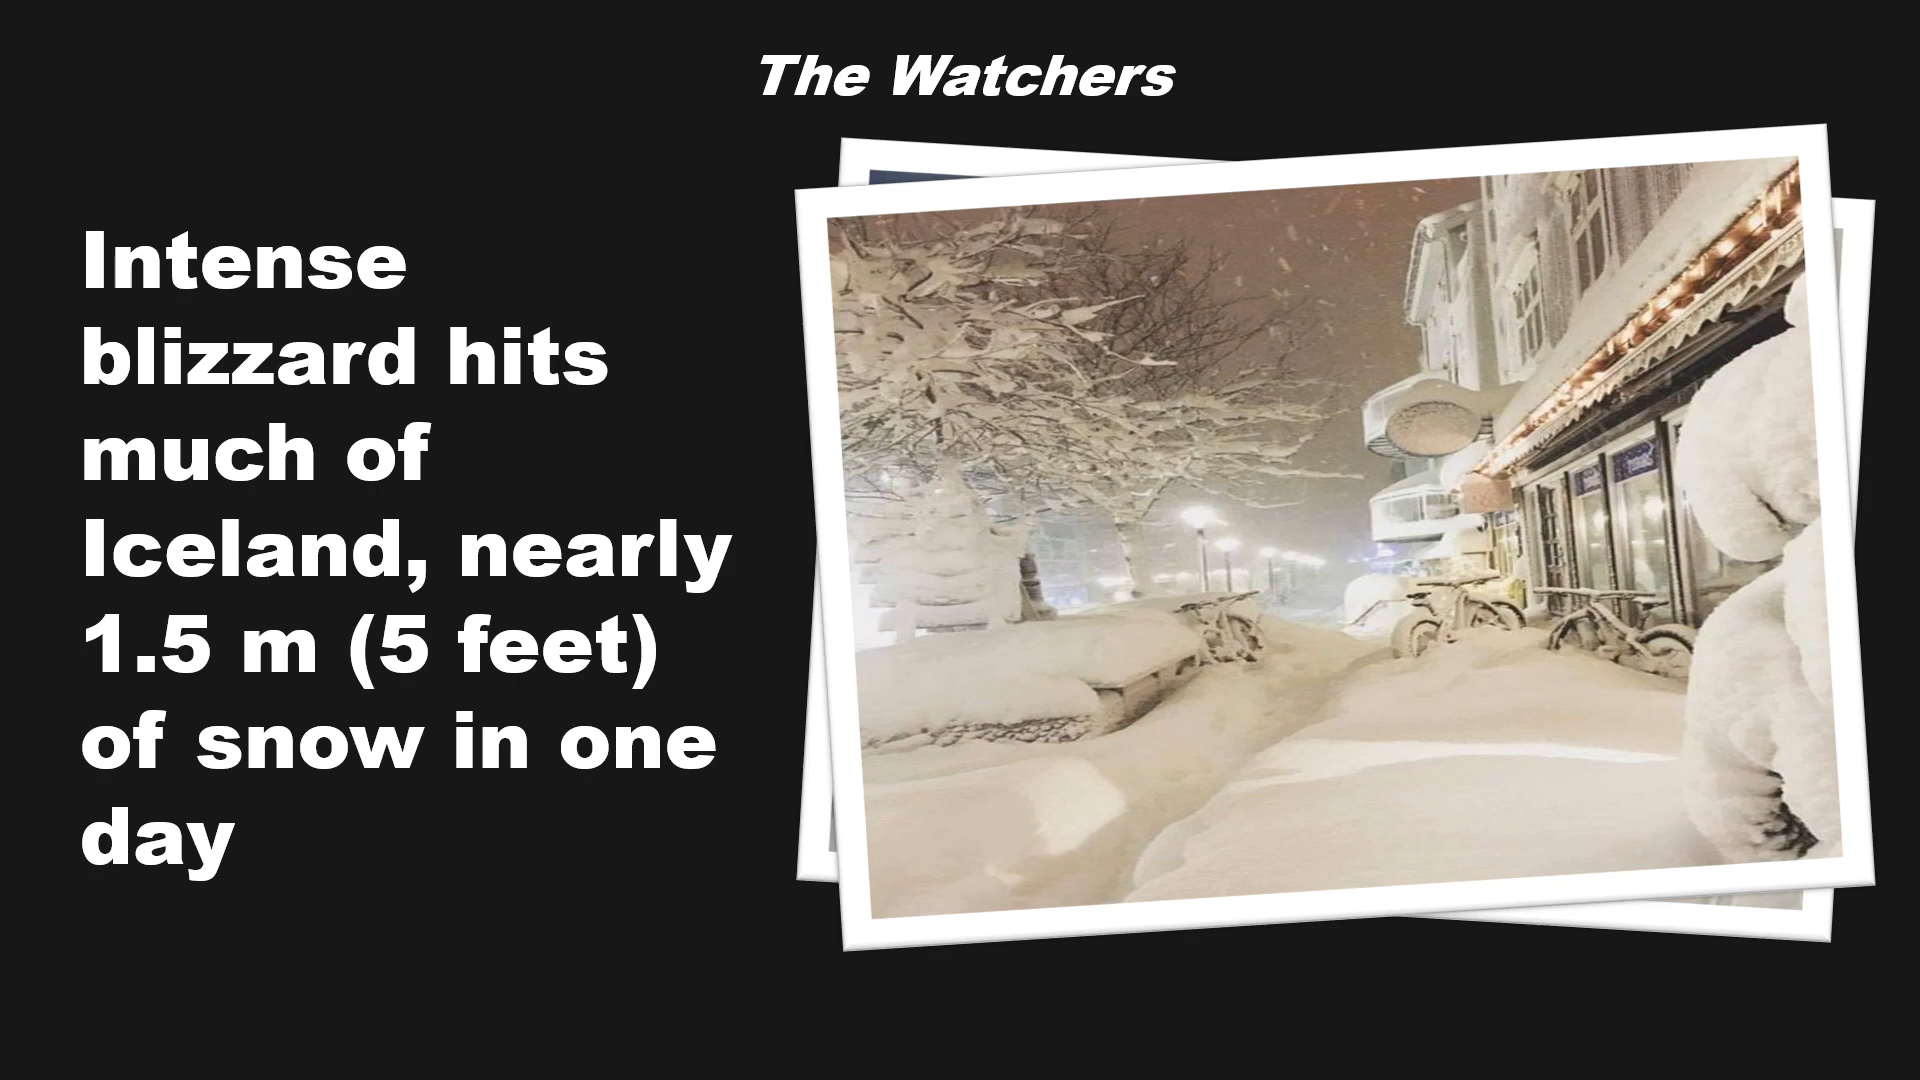 The Watchers
Intense
blizzard hits
much of
Iceland, nearly
1.5 m (5 feet)
of snow in one
day